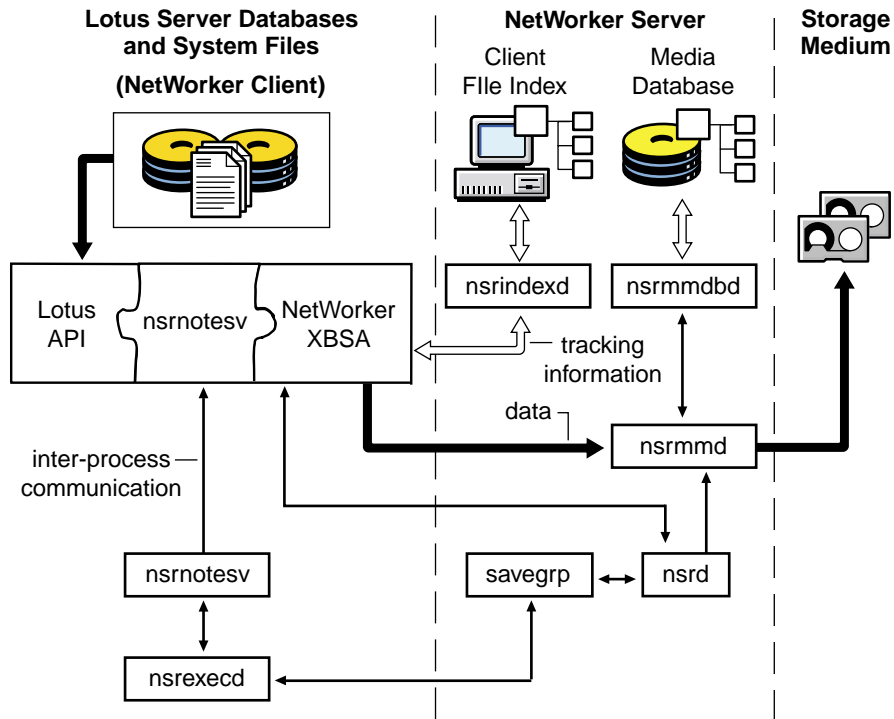 Lotus Server Databases
and System Files
(NetWorker Client)
NetWorker Server
Storage
Medium
Client
FIle Index
Media
Database
nsrindexd
nsrmmdbd
Lotus
API
nsrnotesv
NetWorker
XBSA
tracking
information
data
nsrmmd
inter-process
communication
nsrnotesv
savegrp
nsrd
nsrexecd